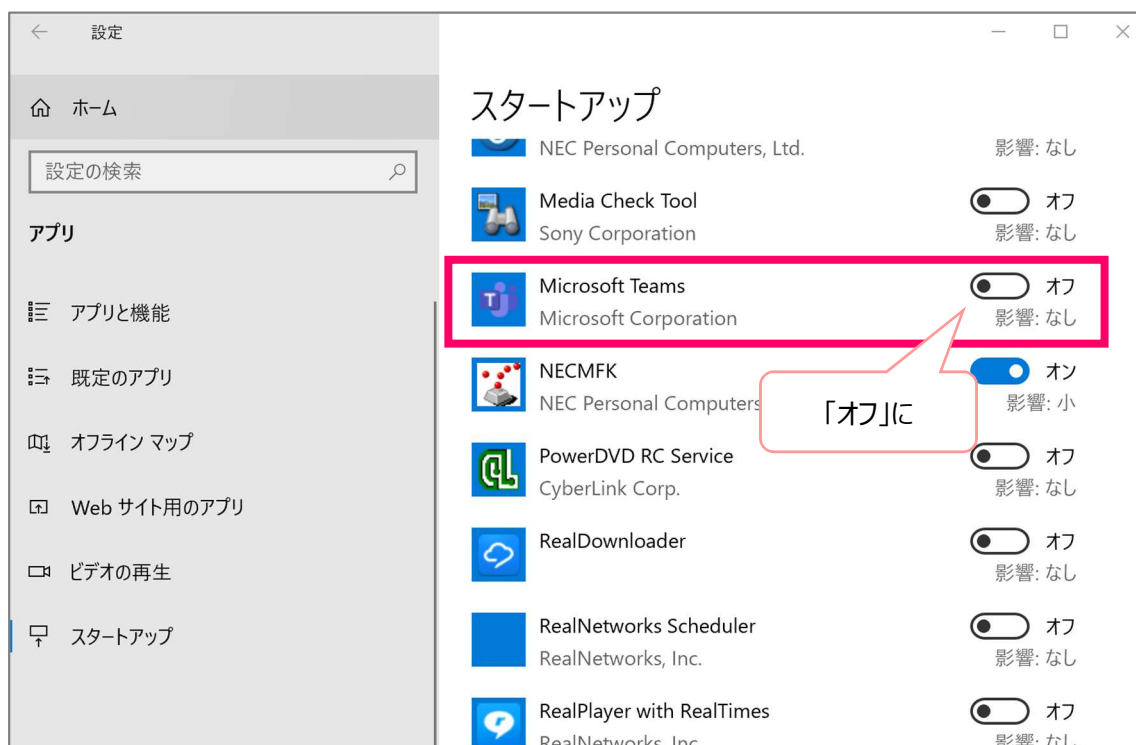 設定
ホーム
設定の検索
アプリ
アプリと機能
既定のアプリ
オフライン マップ
Web サイト用のアプリ
ビデオの再生
スタートアップ
スタートアップ
NEC Personal Computers, Ltd.
影響: なし
Media Check Tool
オフ
Sony Corporation
影響: なし
Microsoft Teams
オフ
Microsoft Corporation
影響: なし
NECMFK
オン
NEC Personal Computers
影響: 小
「オフ」に
PowerDVD RC Service
オフ
CyberLink Corp.
影響: なし
RealDownloader
オフ
影響: なし
RealNetworks Scheduler
オフ
RealNetworks, Inc.
影響: なし
RealPlayer with RealTimes
オフ
RealNetworks, Inc.
影響: なし